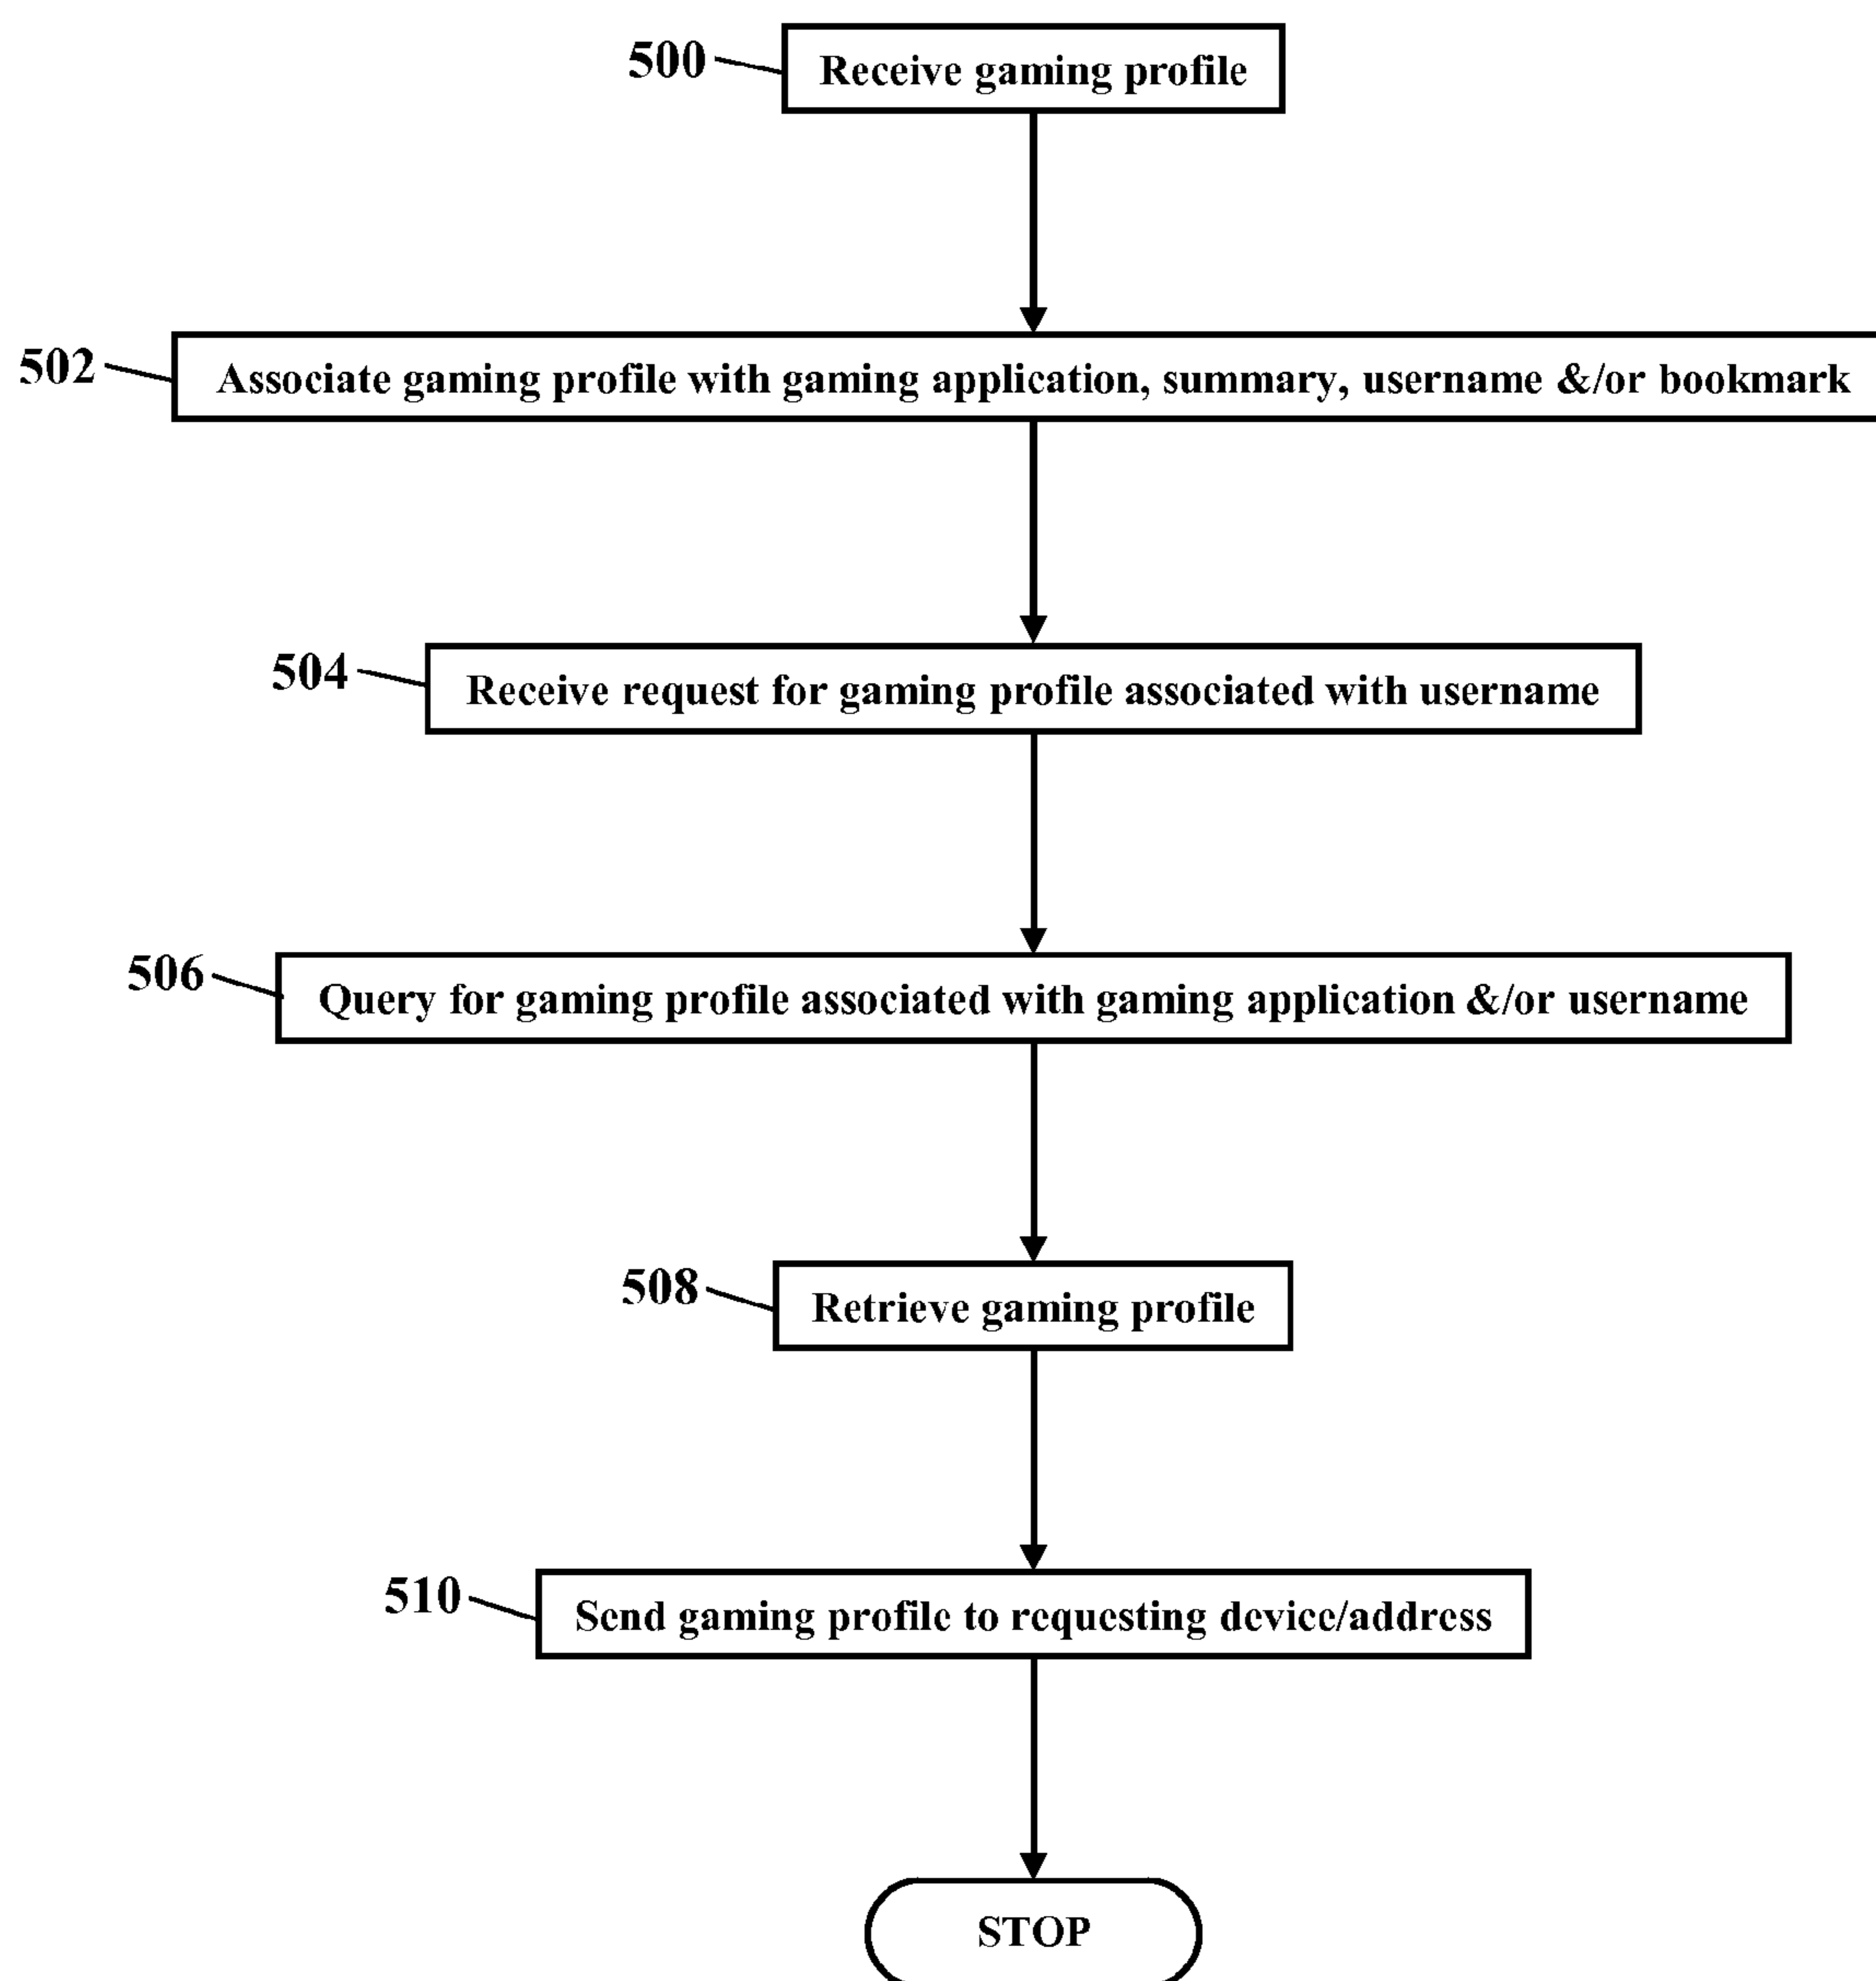 500
Receive gaming profile
502
Associate gaming profile with gaming application, summary, username &/or bookmark
504
Receive request for gaming profile associated with username
506
Query for gaming profile associated with gaming application &/or username
508
Retrieve gaming profile
510
Send gaming profile to requesting device/address
STOP